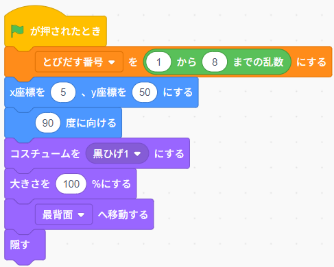 が押されたとき
とびだす番号 を 1 から 8 までの乱数 にする
x座標を 5 、y座標を 50 にする
90 度に向ける
コスチュームを 黒ひげ1 にする
大きさを 100 %にする
最背面 へ移動する
隠す